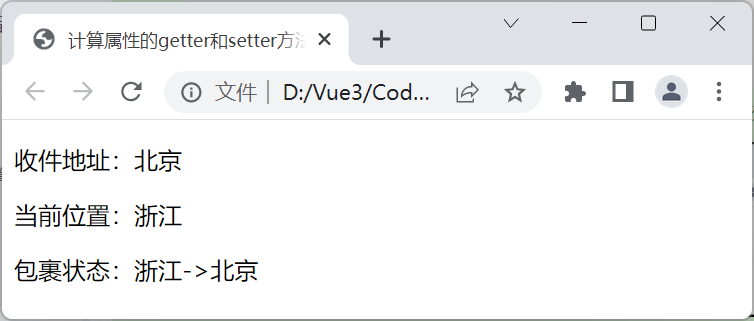 计算属性的getter和setter方法
文件 | D:/Vue3/Cod...
收件地址：北京
当前位置：浙江
包裹状态：浙江->北京